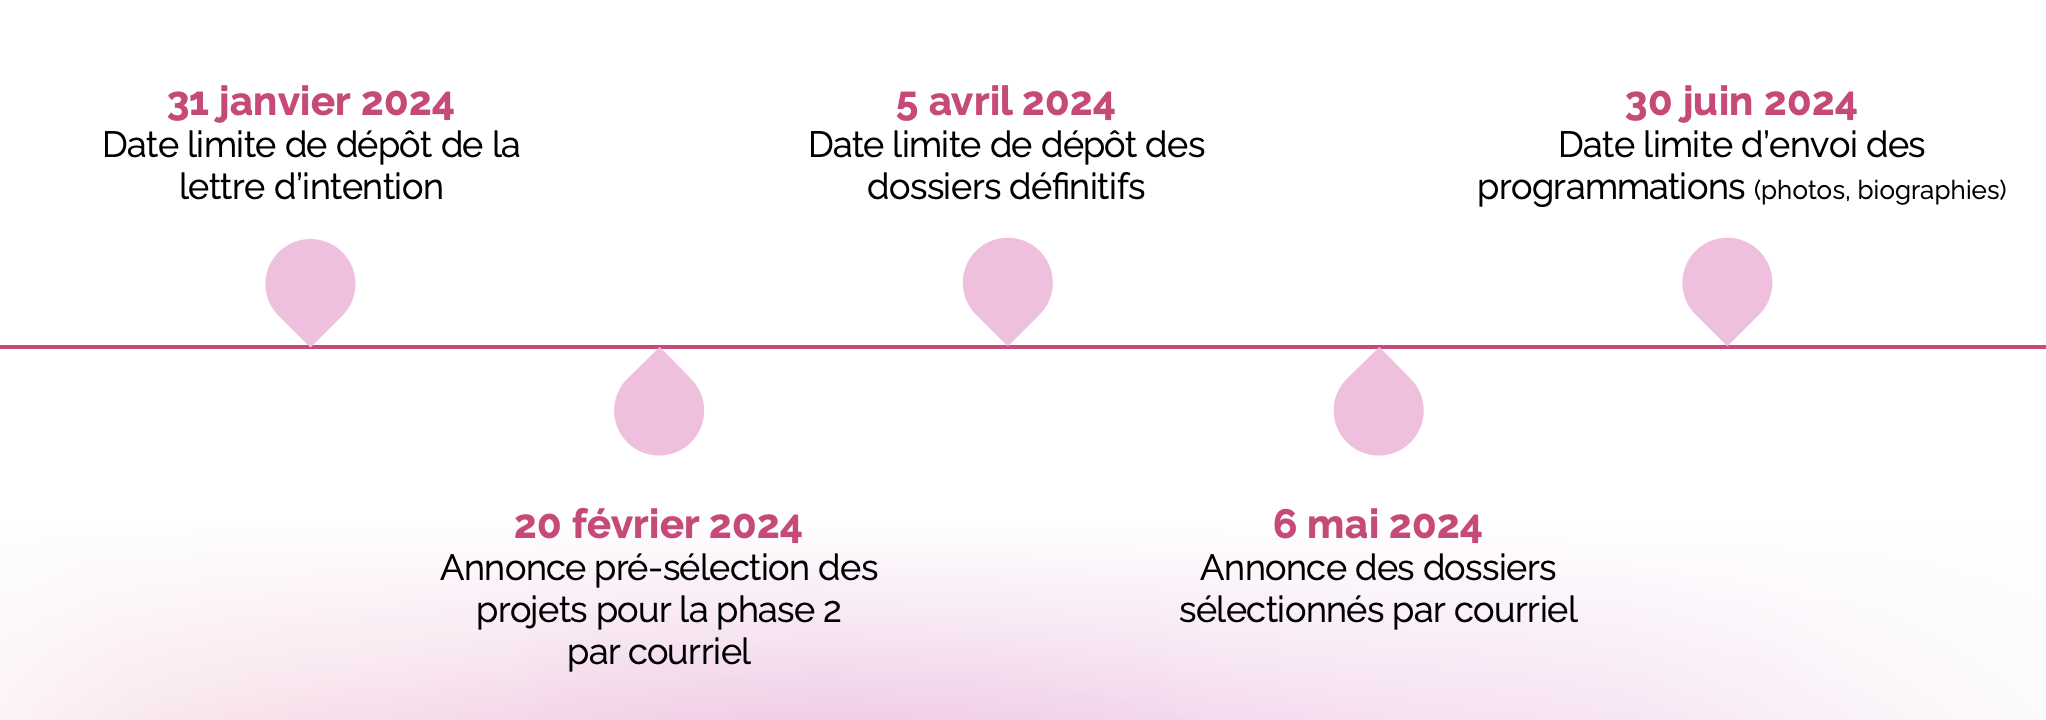 31 janvier 2024
Date limite de dépôt de la
lettre d'intention
5 avril 2024
Date limite de dépôt des
dossiers définitifs
30 juin 2024
Date limite d'envoi des
programmations (photos, biographies)
20 février 2024
Annonce pré-sélection des
projets pour la phase 2
par courriel
6 mai 2024
Annonce des dossiers
sélectionnés par courriel